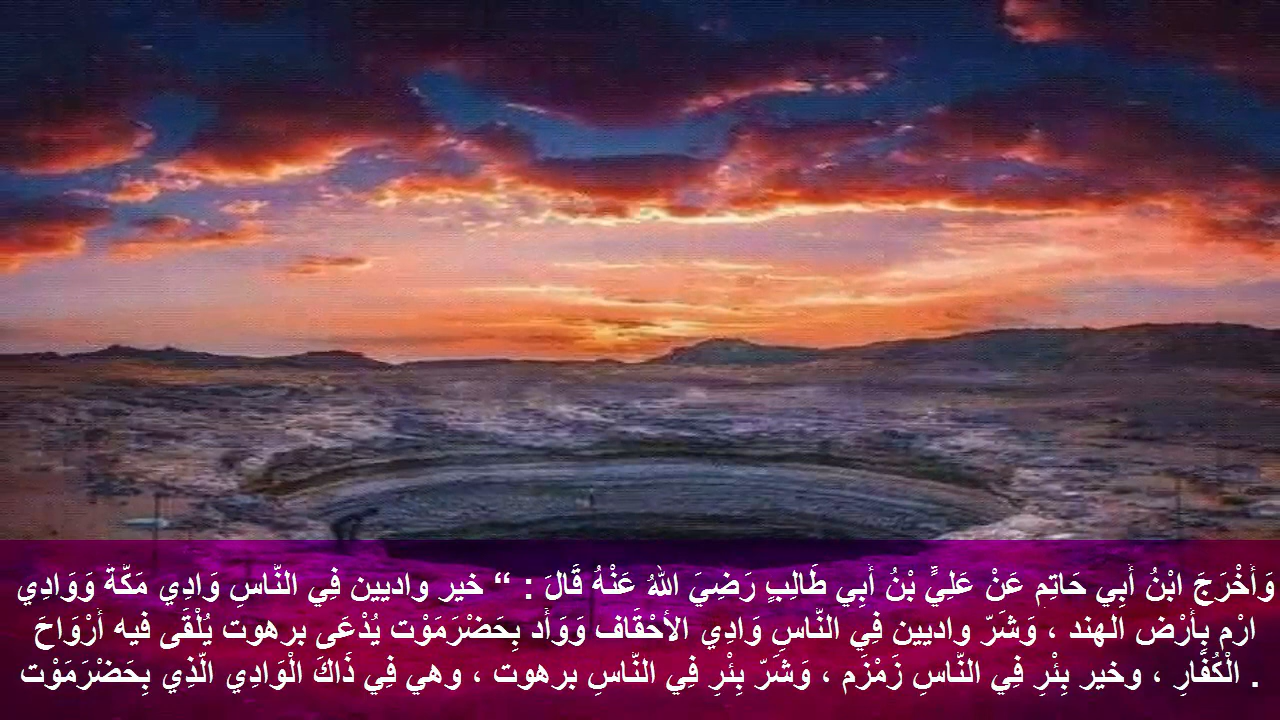 وَأَخْرَجَ ابْنُ أَبِي حَاتِم عَنْ عَليٍّ بْنُ أَبِي طَالِبٍ رَضِيَ اللهُ عَنْهُ قَالَ : “ خير واديين فِي النَّاسِ وَادِي مَكَّةَ وَوَادِي
ارْم بِأَرْض الهند ، وَشَرّ واديين فِي النَّاسِ وَادِي الأحْقَاف وَوَأَد بِحَضْرَمَوْت يُدْعَى برهوت يُلْقَى فيه أرْوَاحَ
الْكُفَّارِ ، وخير بِئْرِ فِي النَّاسِ زَمْزَم ، وَشَرّ بِئْرِ فِي النَّاسِ برهوت ، وهي فِي ذَاكَ الْوَادِي الَّذِي بِحَضْرَمَوْت .